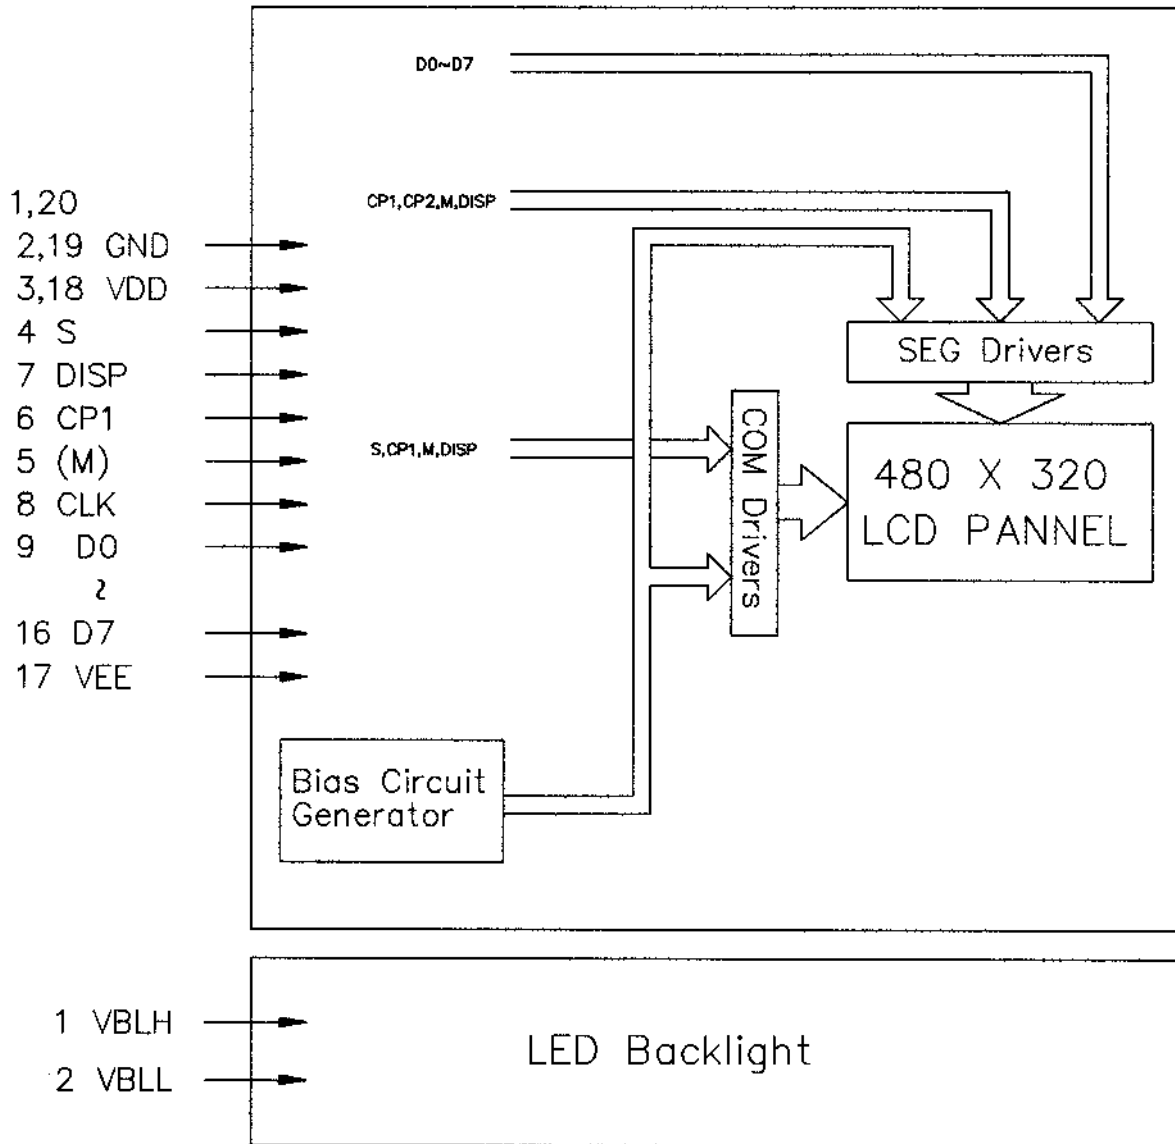 D0~D7
CP1,CP2,M,DISP
1,20
2,19 GND
3,18 VDD
4 S
7 DISP
6 CP1
5 (M)
8 CLK
9 D0
~
16 D7
17 VEE
S,CP1,M,DISP
SEG Drivers
COM Drivers
480 X 320
LCD PANNEL
Bias Circuit
Generator
1 VBLH
2 VBLL
LED Backlight